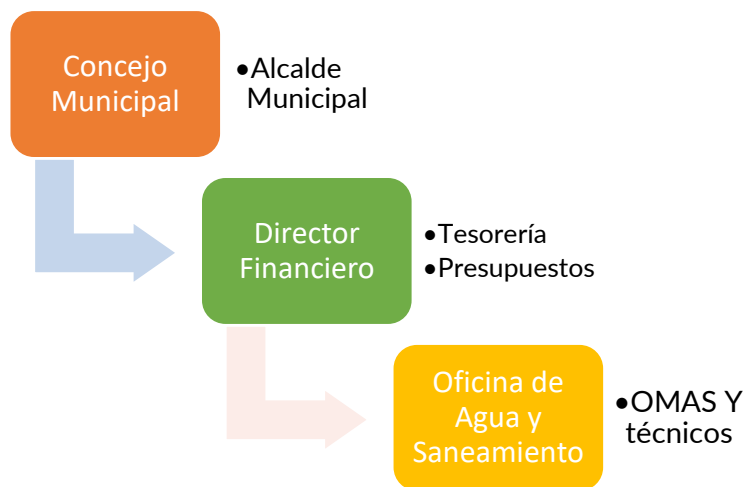 Concejo
Municipal
•Alcalde
Municipal
Director
Financiero
•Tesorería
•Presupuestos
Oficina de
Agua y
Saneamiento
•OMAS Y
técnicos